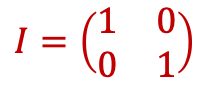 I = (1 0
0 1)